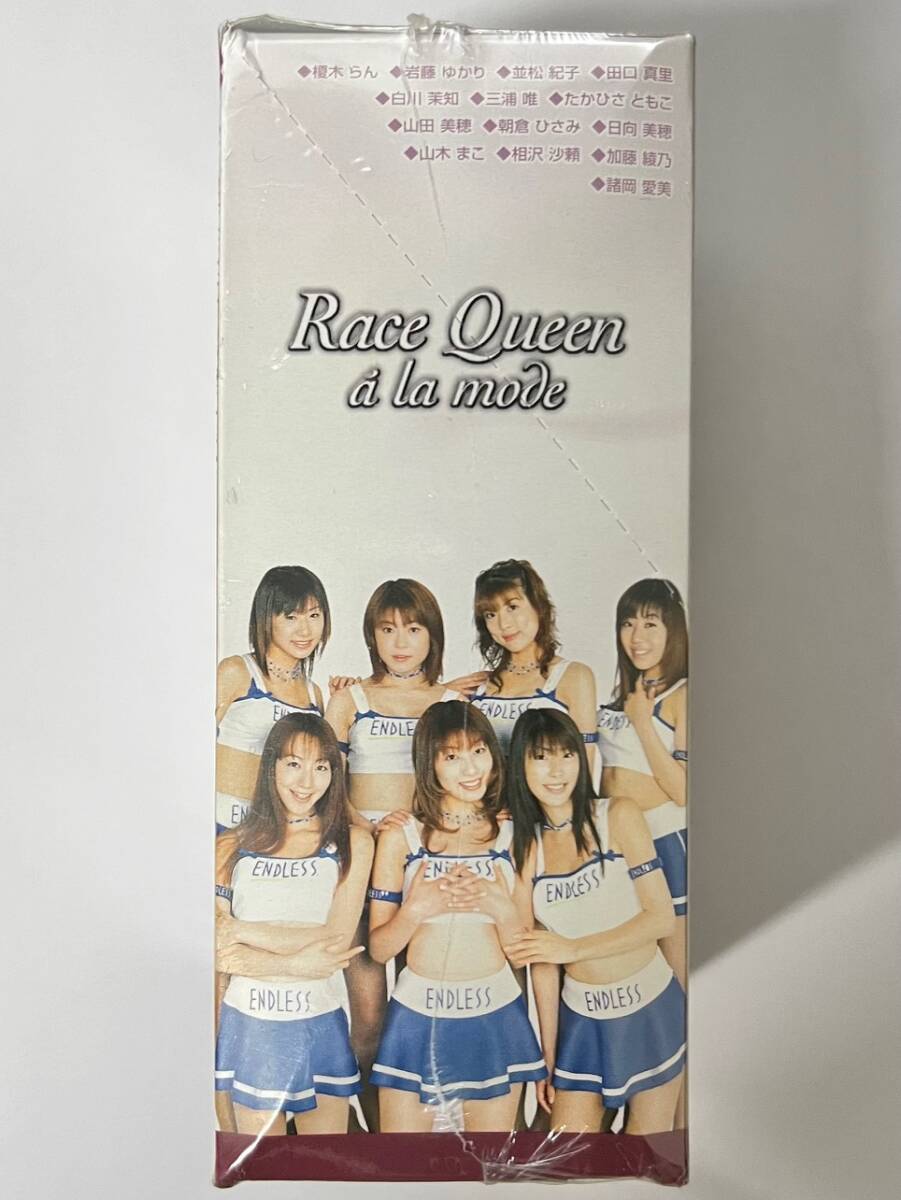 ◆榎木 らん ◆岩藤 ゆかり ◆並松 紀子 ◆田口 真里
◆白川 茉知 ◆三浦 唯 ◆たかひさ ともこ
◆山田 美穂 ◆朝倉 ひさみ ◆日向 美穂
◆山木 まこ ◆相沢 沙頼 ◆加藤 綾乃
◆諸岡 愛美
Race Queen
á la mode
ENDLESS
ENDLESS
ENDLESS
ENDLESS
ENDLESS
ENDLESS
ENDLESS
ENDLESS
ENDLESS
ENDLESS